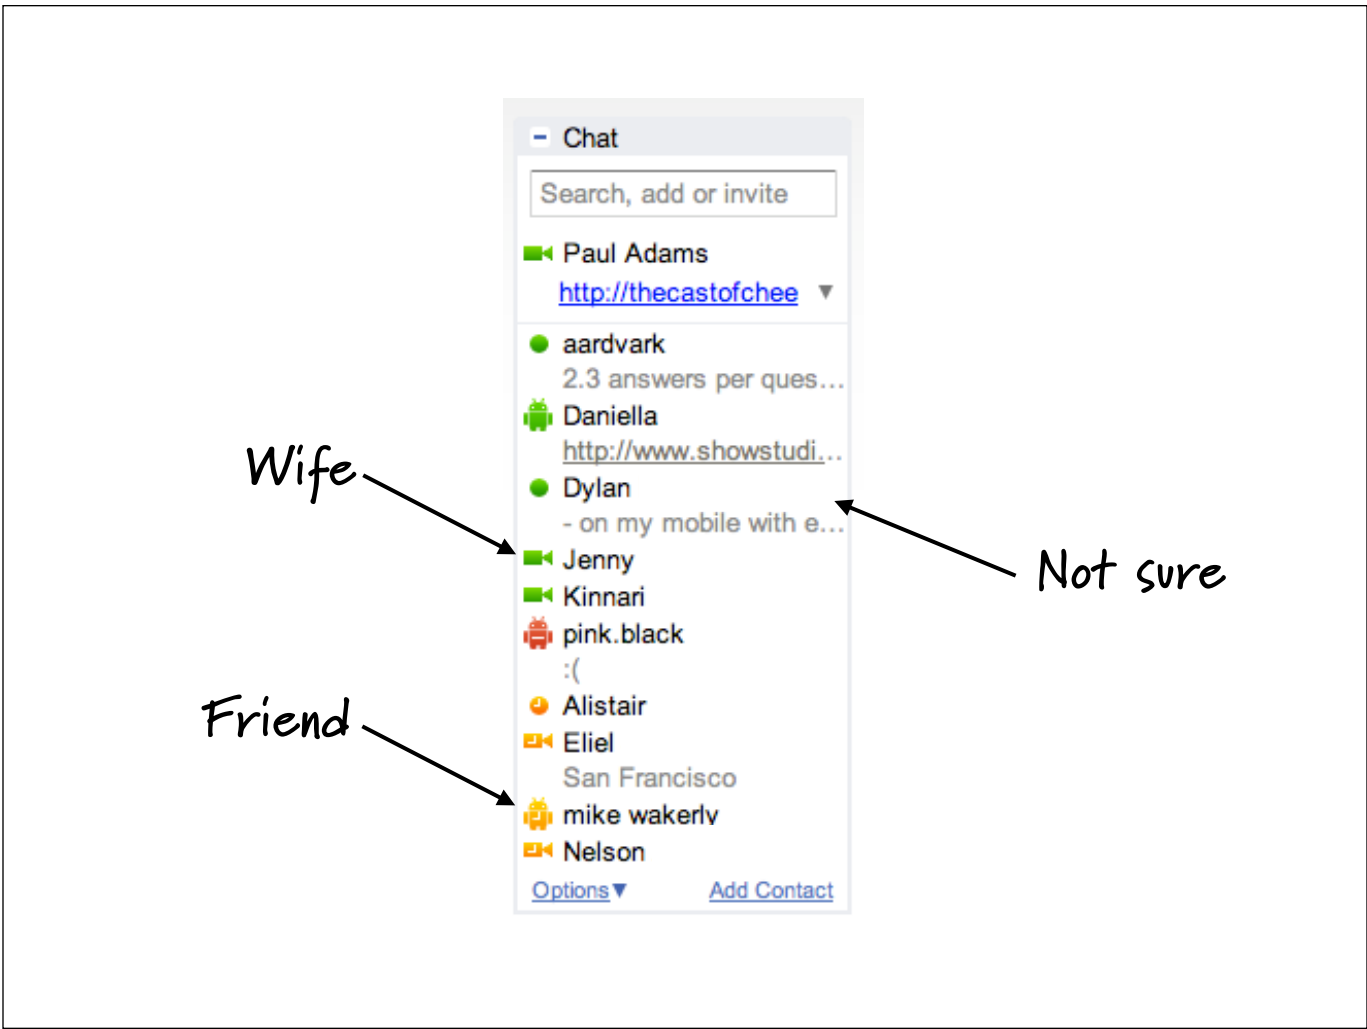 Chat
Search, add or invite
Paul Adams
http://thecastofchee
aardvark
2.3 answers per ques...
Daniella
http://www.showstudi...
Wife
Dylan
- on my mobile with e...
Not sure
Jenny
Kinnari
pink.black
:(
Friend
Alistair
Eliel
San Francisco
mike wakerly
Nelson
Options▼ Add Contact